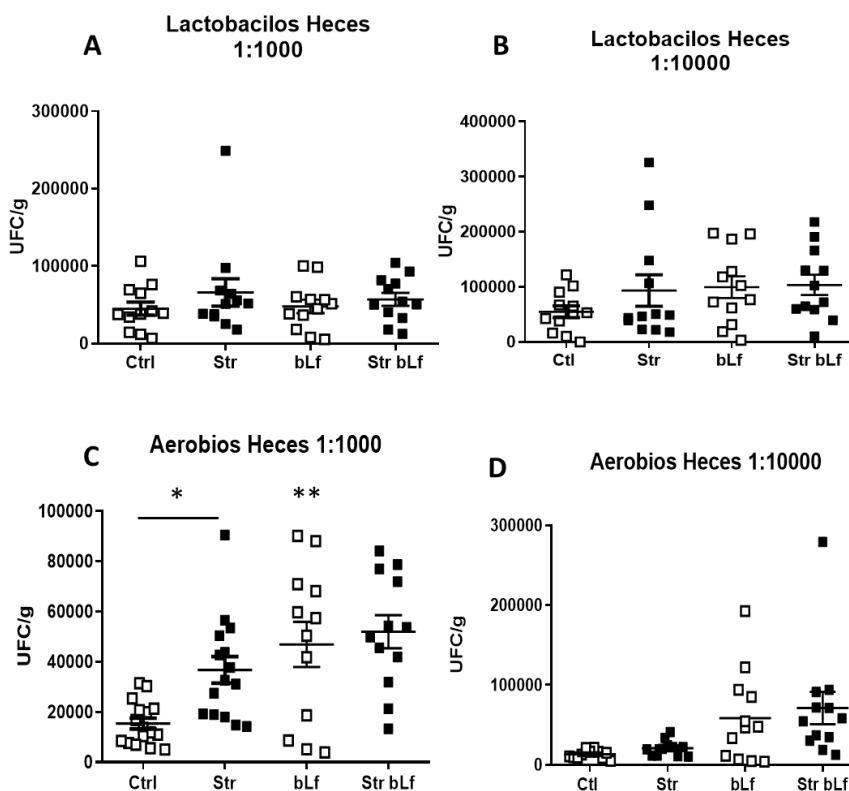 A
Lactobacilos Heces
1:1000
UFC/g
300000
200000
100000
0
Ctrl Str bLf Str bLf
B
Lactobacilos Heces
1:10000
UFC/g
400000
300000
200000
100000
0
Ctl Str bLf Str bLf
C
Aerobios Heces 1:1000
* **
UFC/g
100000
80000
60000
40000
20000
0
Ctrl Str bLf Str bLf
D
Aerobios Heces 1:10000
UFC/g
300000
200000
100000
0
Ctl Str bLf Str bLf